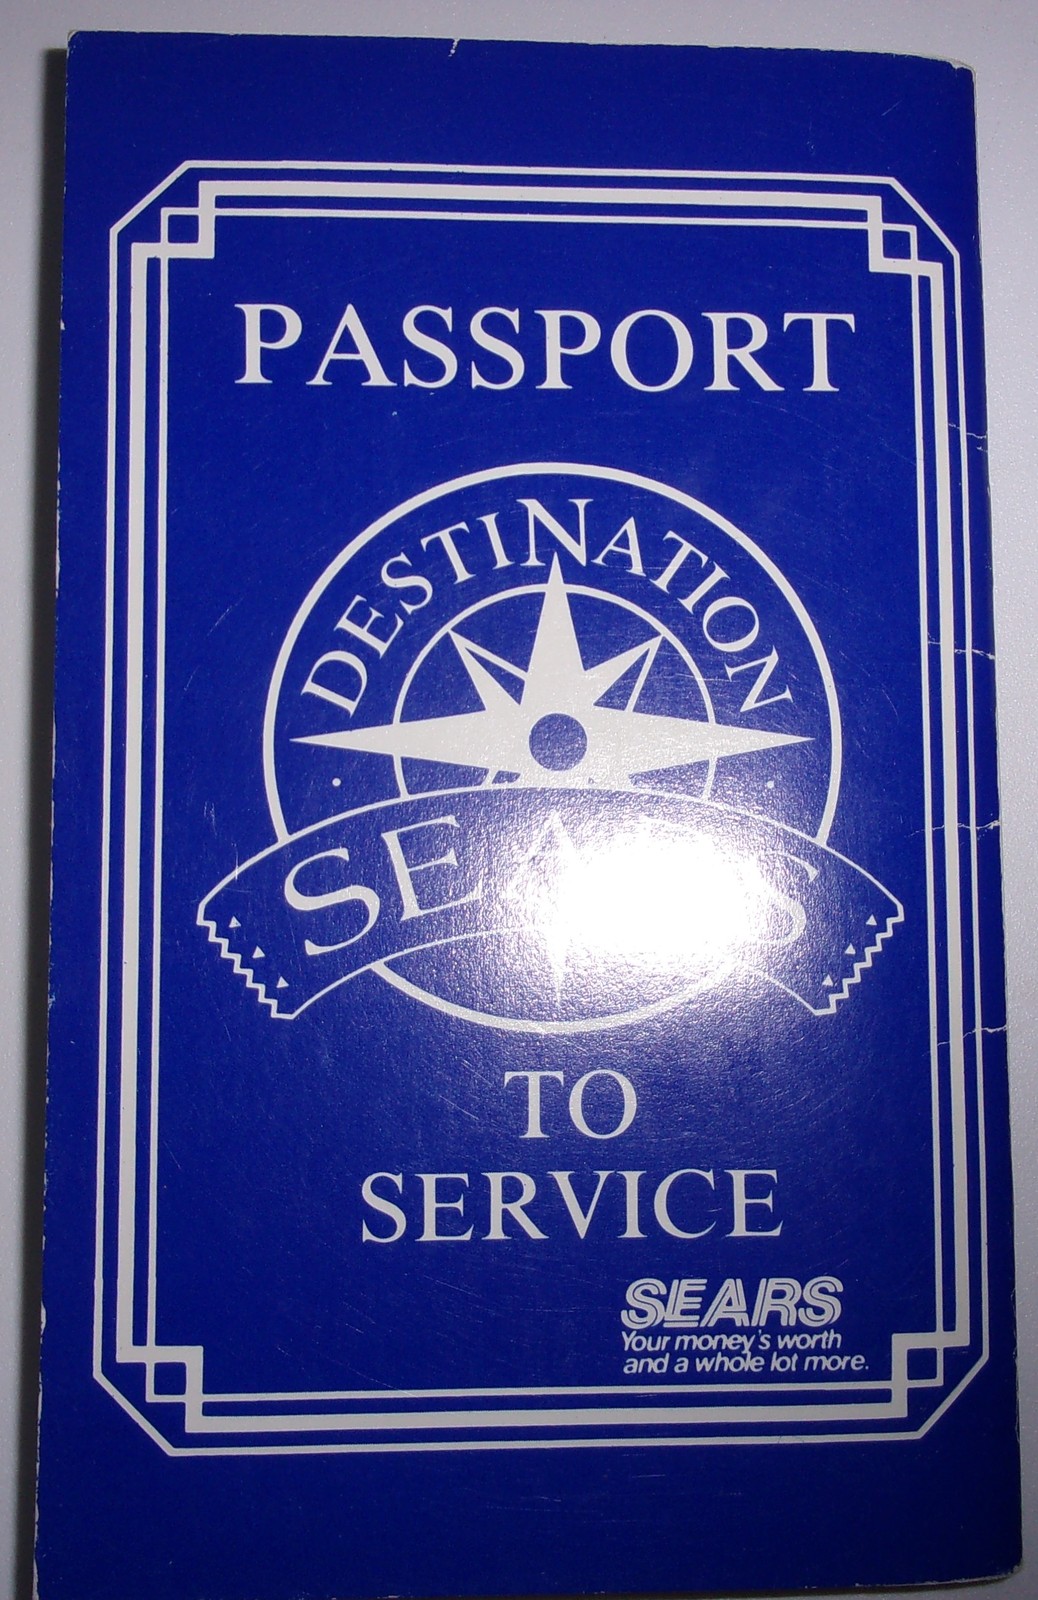 PASSPORT
DESTINATION
SEARS
TO
SERVICE
SEARS
Your money's worth
and a whole lot more.